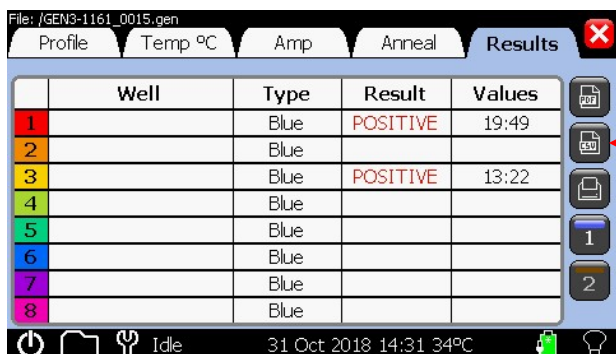 File: /GEN3-1161_0015.gen
Profile Temp ºC Amp Anneal Results
Well Type Result Values
1 Blue POSITIVE 19:49
2 Blue
3 Blue POSITIVE 13:22
4 Blue
5 Blue
6 Blue
7 Blue
8 Blue
PDF
CSV
1
2
Idle 31 Oct 2018 14:31 34ºC